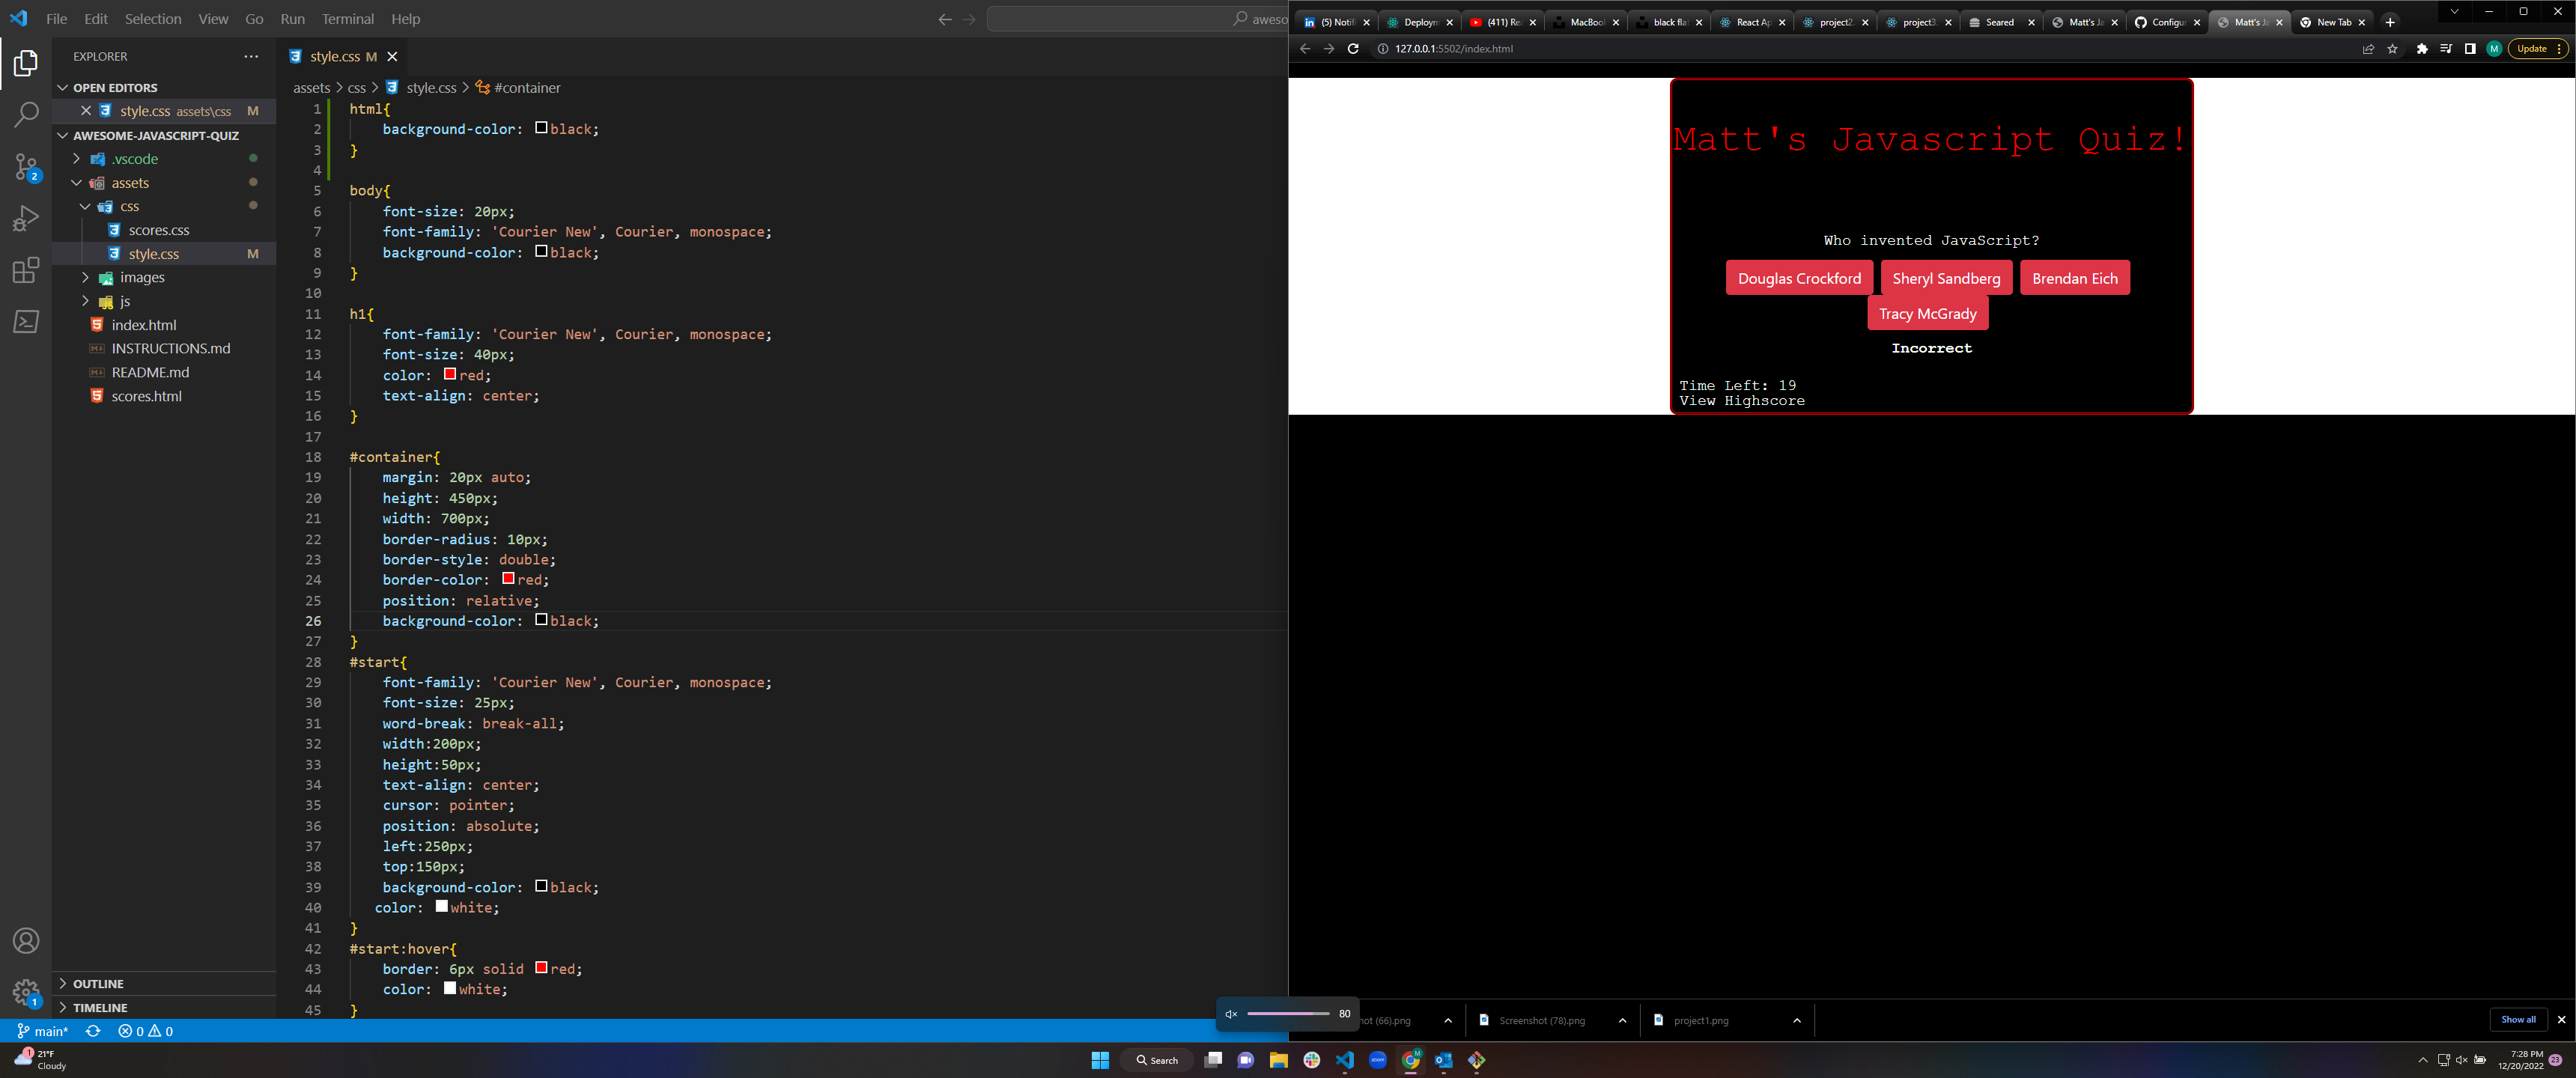 File Edit Selection View Go Run Terminal Help
aweso
EXPLORER
OPEN EDITORS
style.css assets\css M
AWESOME-JAVASCRIPT-QUIZ
.vscode
assets
css
scores.css
style.css M
images
js
index.html
INSTRUCTIONS.md
README.md
scores.html
OUTLINE
TIMELINE
2
1
style.css M
assets > css > style.css > #container
1 html{
2 background-color: black;
3 }
4
5 body{
6 font-size: 20px;
7 font-family: 'Courier New', Courier, monospace;
8 background-color: black;
9 }
10
11 h1{
12 font-family: 'Courier New', Courier, monospace;
13 font-size: 40px;
14 color: red;
15 text-align: center;
16 }
17
18 #container{
19 margin: 20px auto;
20 height: 450px;
21 width: 700px;
22 border-radius: 10px;
23 border-style: double;
24 border-color: red;
25 position: relative;
26 background-color: black;
27 }
28 #start{
29 font-family: 'Courier New', Courier, monospace;
30 font-size: 25px;
31 word-break: break-all;
32 width:200px;
33 height:50px;
34 text-align: center;
35 cursor: pointer;
36 position: absolute;
37 left:250px;
38 top:150px;
39 background-color: black;
40 color: white;
41 }
42 #start:hover{
43 border: 6px solid red;
44 color: white;
45 }
main* 0 0
(5) Notifi Deploym (411) Re MacBook black flat React Ap project2. project3. Seared Matt's Ja Configur Matt's Ja New Tab
127.0.0.1:5502/index.html
M Update
Matt's Javascript Quiz!
Who invented JavaScript?
Douglas Crockford Sheryl Sandberg Brendan Eich
Tracy McGrady
Incorrect
Time Left: 19
View Highscore
80
hot (66).png Screenshot (78).png project1.png Show all
1 21°F
Cloudy
Search
zoom
7:28 PM
12/20/2022
23